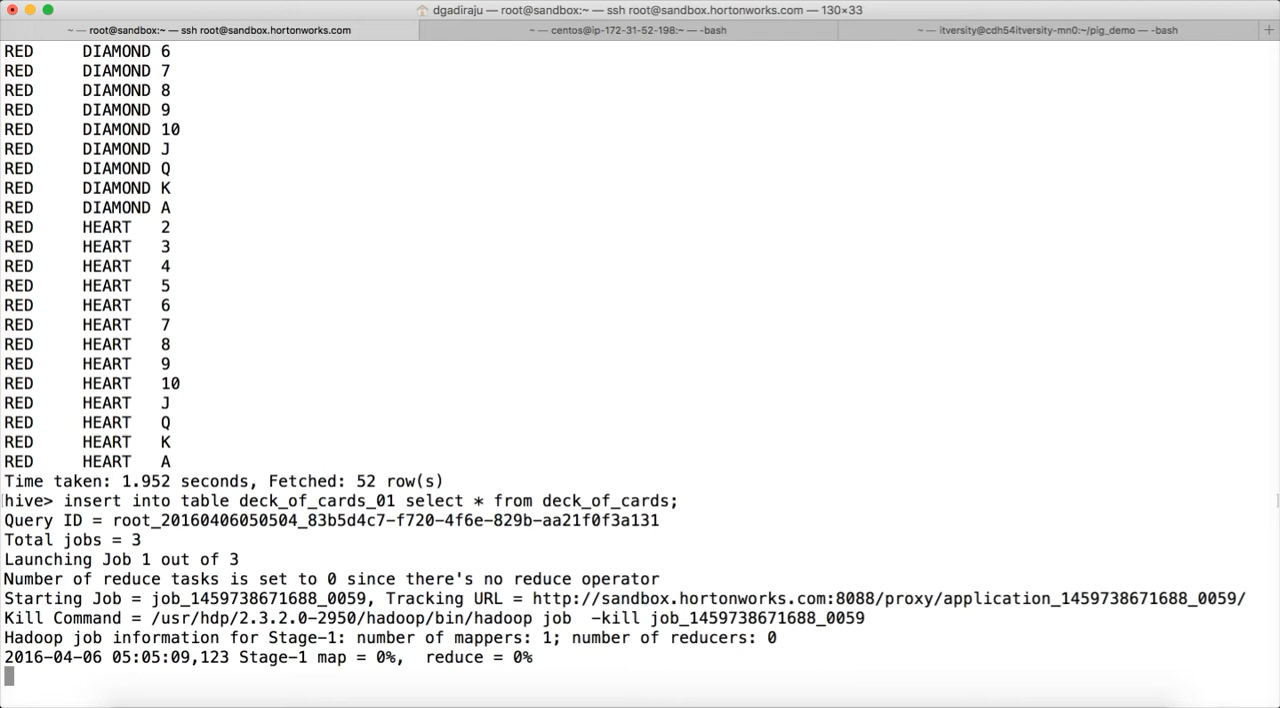 dgadiraju — root@sandbox:~ — ssh root@sandbox.hortonworks.com — 130×33
~ — root@sandbox:~ — ssh root@sandbox.hortonworks.com
~ — centos@ip-172-31-52-198:~ — -bash
~ — itversity@cdh54itversity-mn0:~/pig_demo — -bash
+
RED DIAMOND 6
RED DIAMOND 7
RED DIAMOND 8
RED DIAMOND 9
RED DIAMOND 10
RED DIAMOND J
RED DIAMOND Q
RED DIAMOND K
RED DIAMOND A
RED HEART 2
RED HEART 3
RED HEART 4
RED HEART 5
RED HEART 6
RED HEART 7
RED HEART 8
RED HEART 9
RED HEART 10
RED HEART J
RED HEART Q
RED HEART K
RED HEART A
Time taken: 1.952 seconds, Fetched: 52 row(s)
hive> insert into table deck_of_cards_01 select * from deck_of_cards;
Query ID = root_20160406050504_83b5d4c7-f720-4f6e-829b-aa21f0f3a131
Total jobs = 3
Launching Job 1 out of 3
Number of reduce tasks is set to 0 since there's no reduce operator
Starting Job = job_1459738671688_0059, Tracking URL = http://sandbox.hortonworks.com:8088/proxy/application_1459738671688_0059/
Kill Command = /usr/hdp/2.3.2.0-2950/hadoop/bin/hadoop job  -kill job_1459738671688_0059
Hadoop job information for Stage-1: number of mappers: 1; number of reducers: 0
2016-04-06 05:05:09,123 Stage-1 map = 0%,  reduce = 0%